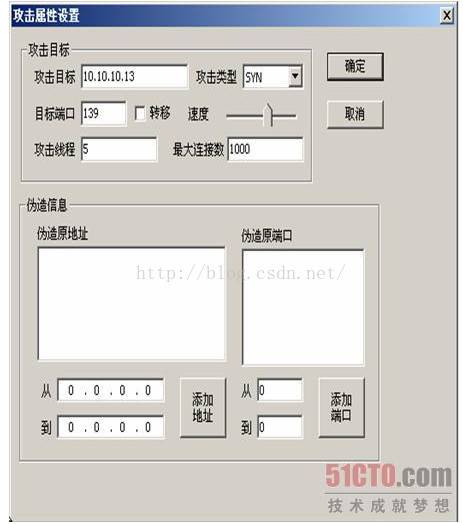 攻击属性设置
攻击目标
攻击目标 10.10.10.13 攻击类型 SYN
确定
目标端口 139 转移 速度
取消
攻击线程 5 最大连接数 1000
伪造信息
伪造原地址 伪造原端口
http://blog.csdn.net/
从 0 . 0 . 0 . 0 添加地址 从 0 添加端口
到 0 . 0 . 0 . 0 到 0
51CTO.com
技术成就梦想